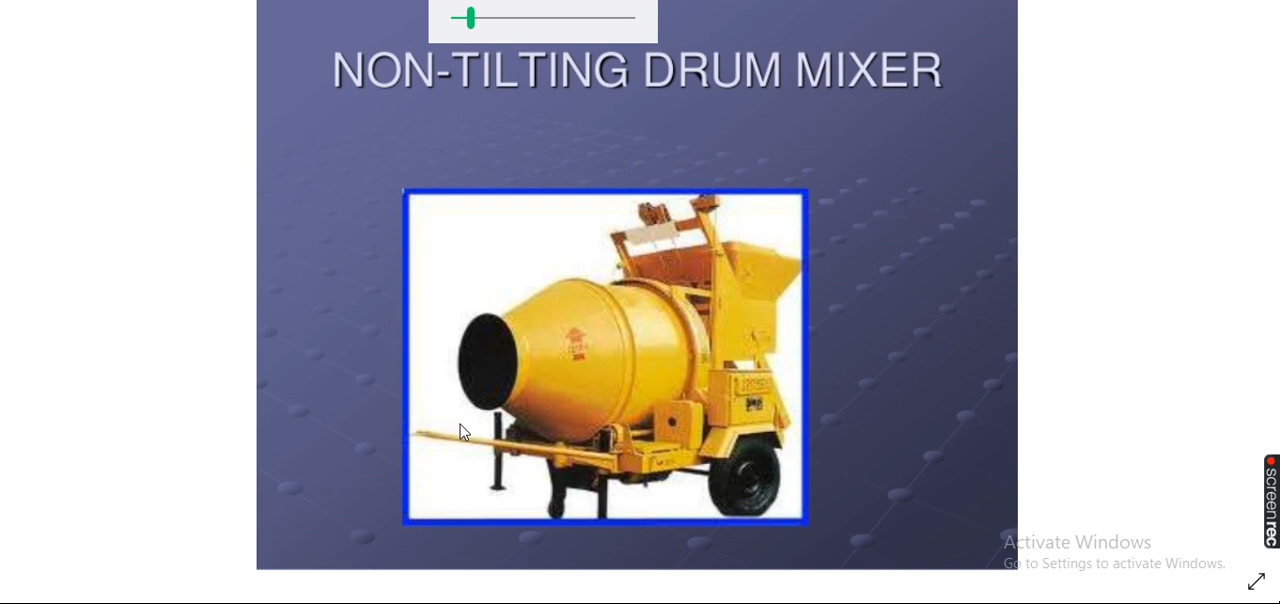 NON-TILTING DRUM MIXER
Activate Windows
Go to Settings to activate Windows.
screenrec